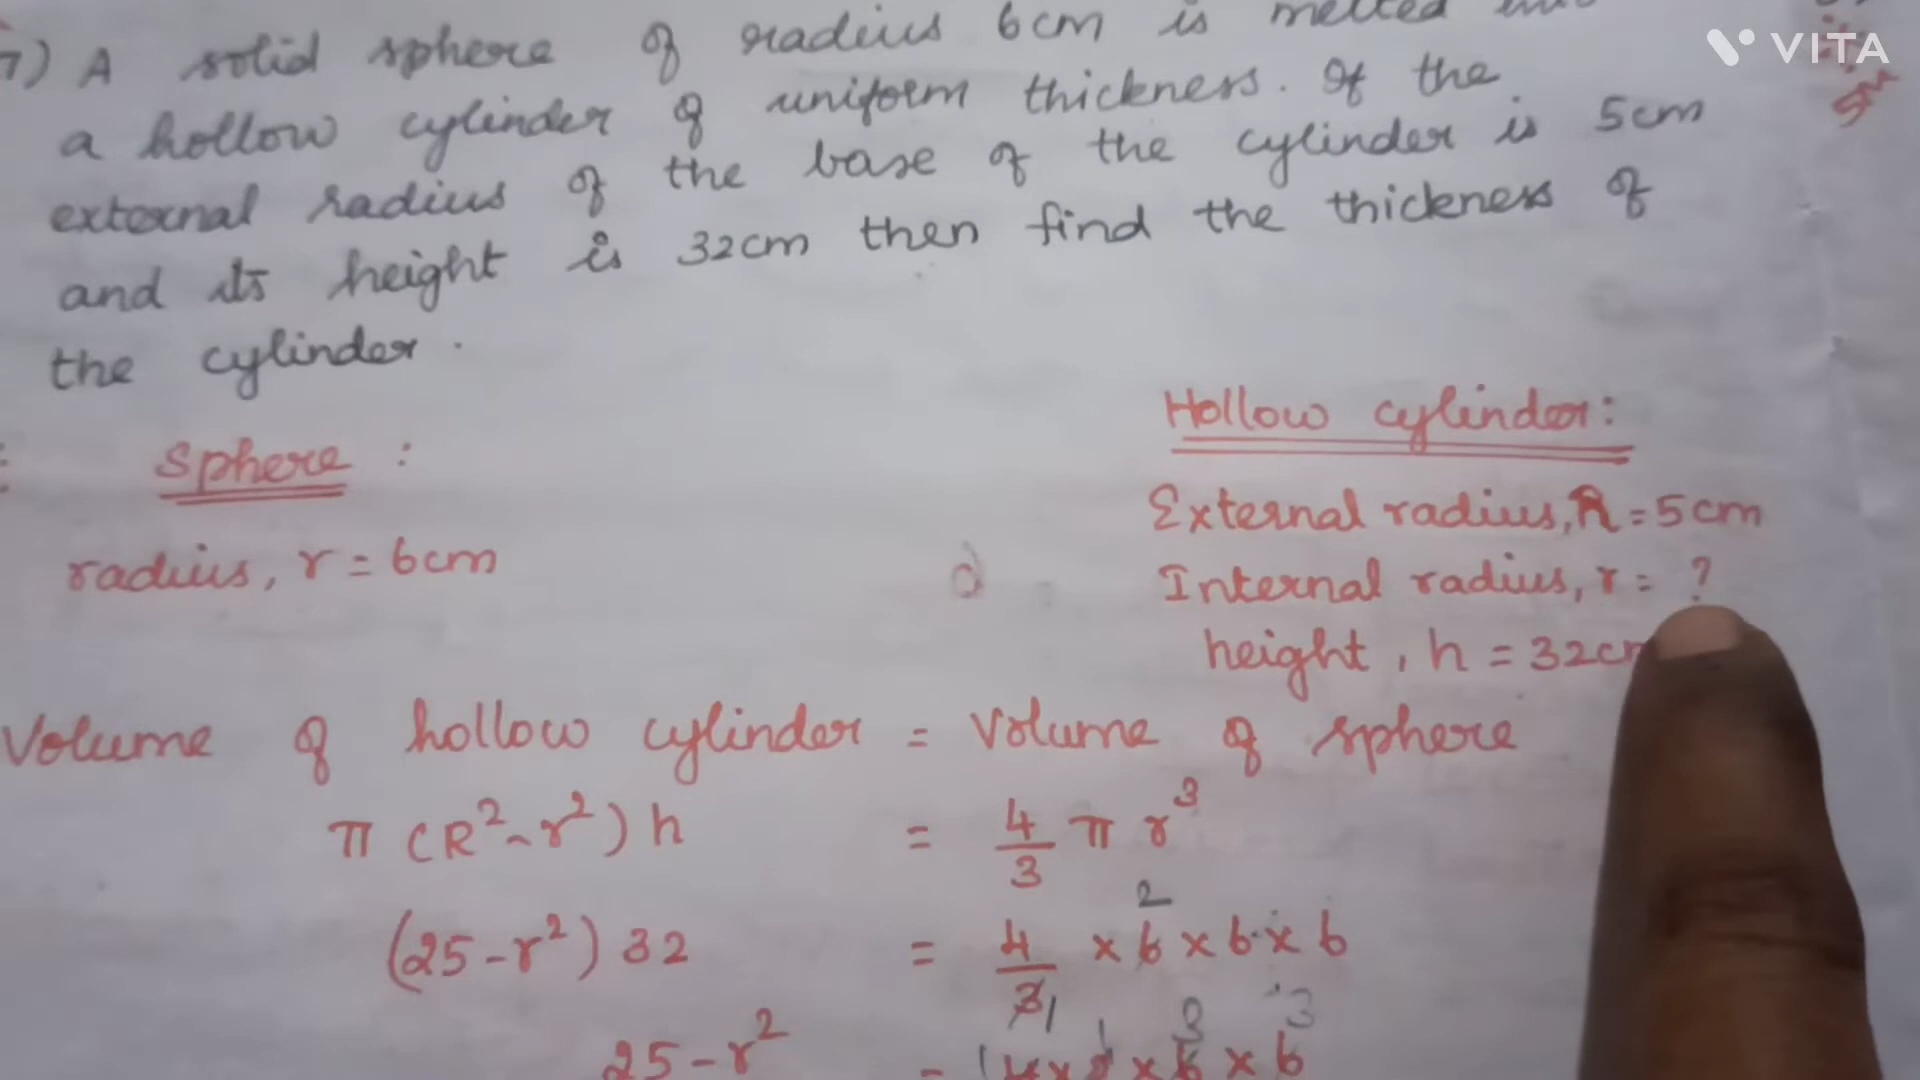 VITA
7) A solid sphere of radius 6cm is melted into
a hollow cylinder of uniform thickness. If the
external radius of the base of the cylinder is 5cm
and its height is 32cm then find the thickness of
the cylinder.
Sphere :
Hollow cylinder:
radius, r = 6cm
External radius, R = 5cm
Internal radius, r = ?
height, h = 32cm
Volume of hollow cylinder = Volume of sphere
π (R² - r²) h = 4/3 π r³
(25 - r²) 32 = 4/3 x 6 x 6 x 6
25 - r² =